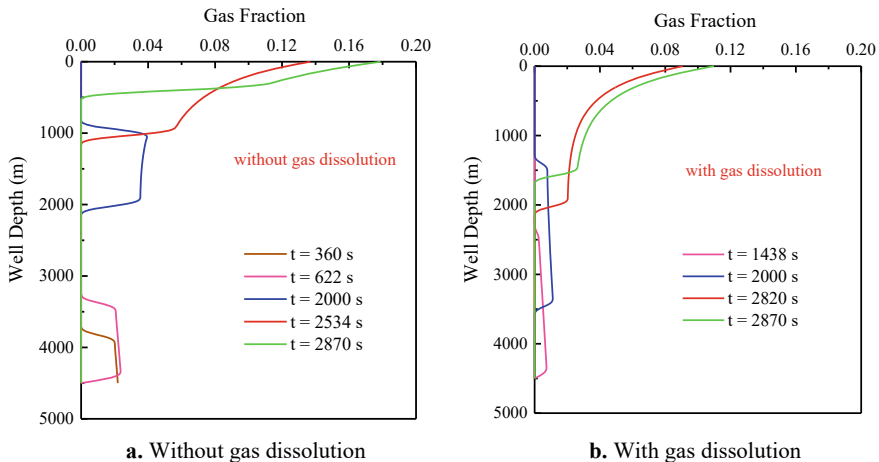 Gas Fraction
0.00 0.04 0.08 0.12 0.16 0.20
0
1000
2000
3000
4000
5000
Well Depth (m)
without gas dissolution
t = 360 s
t = 622 s
t = 2000 s
t = 2534 s
t = 2870 s
a. Without gas dissolution
Gas Fraction
0.00 0.04 0.08 0.12 0.16 0.20
0
1000
2000
3000
4000
5000
Well Depth (m)
with gas dissolution
t = 1438 s
t = 2000 s
t = 2820 s
t = 2870 s
b. With gas dissolution